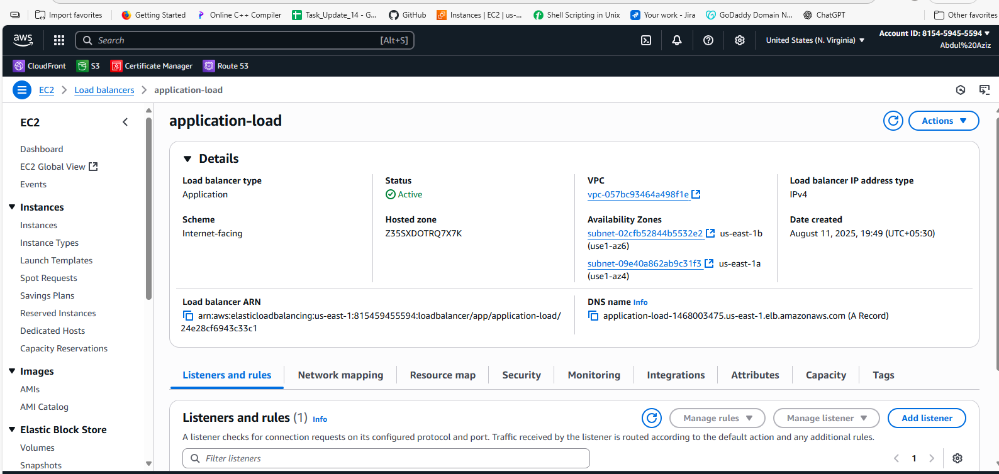 Import favorites
Getting Started
Online C++ Compiler
Task_Update_14 - G...
GitHub
Instances | EC2 | us-...
Shell Scripting in Unix
Your work - Jira
GoDaddy Domain N...
ChatGPT
Other favorites
aws
Search
[Alt+S]
United States (N. Virginia)
Account ID: 8154-5945-5594
Abdul%20Aziz
CloudFront
S3
Certificate Manager
Route 53
EC2
Load balancers
application-load
EC2
Dashboard
EC2 Global View
Events
Instances
Instances
Instance Types
Launch Templates
Spot Requests
Savings Plans
Reserved Instances
Dedicated Hosts
Capacity Reservations
Images
AMIs
AMI Catalog
Elastic Block Store
Volumes
Snapshots
application-load
Actions
Details
Load balancer type
Application
Status
Active
VPC
vpc-057bc93464a498f1e
Load balancer IP address type
IPv4
Scheme
Internet-facing
Hosted zone
Z35SXDOTRQ7X7K
Availability Zones
subnet-02cfb52844b5532e2 us-east-1b
(use1-az6)
subnet-09e40a862ab9c31f3 us-east-1a
(use1-az4)
Date created
August 11, 2025, 19:49 (UTC+05:30)
Load balancer ARN
arn:aws:elasticloadbalancing:us-east-1:815459455594:loadbalancer/app/application-load/
24e28cf6943c33c1
DNS name Info
application-load-1468003475.us-east-1.elb.amazonaws.com (A Record)
Listeners and rules
Network mapping
Resource map
Security
Monitoring
Integrations
Attributes
Capacity
Tags
Listeners and rules (1) Info
Manage rules
Manage listener
Add listener
A listener checks for connection requests on its configured protocol and port. Traffic received by the listener is routed according to the default action and any additional rules.
Filter listeners
1